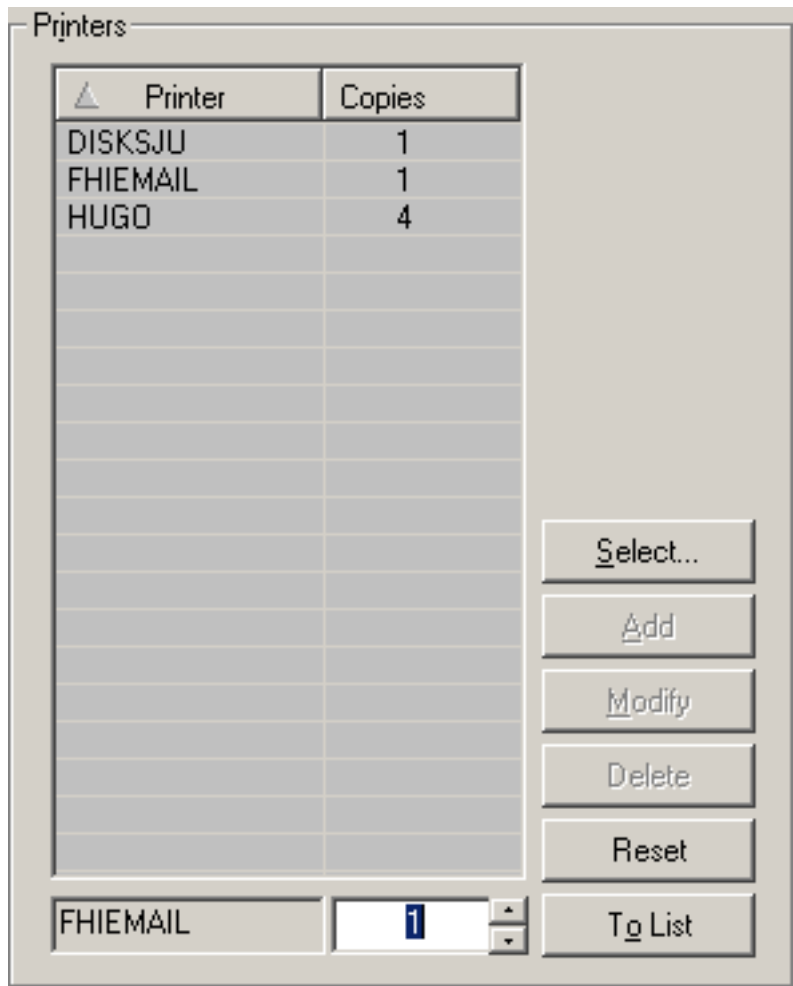 Printers
Printer Copies
DISKSJU 1
FHIEMAIL 1
HUGO 4
Select...
Add
Modify
Delete
Reset
FHIEMAIL 1 To List